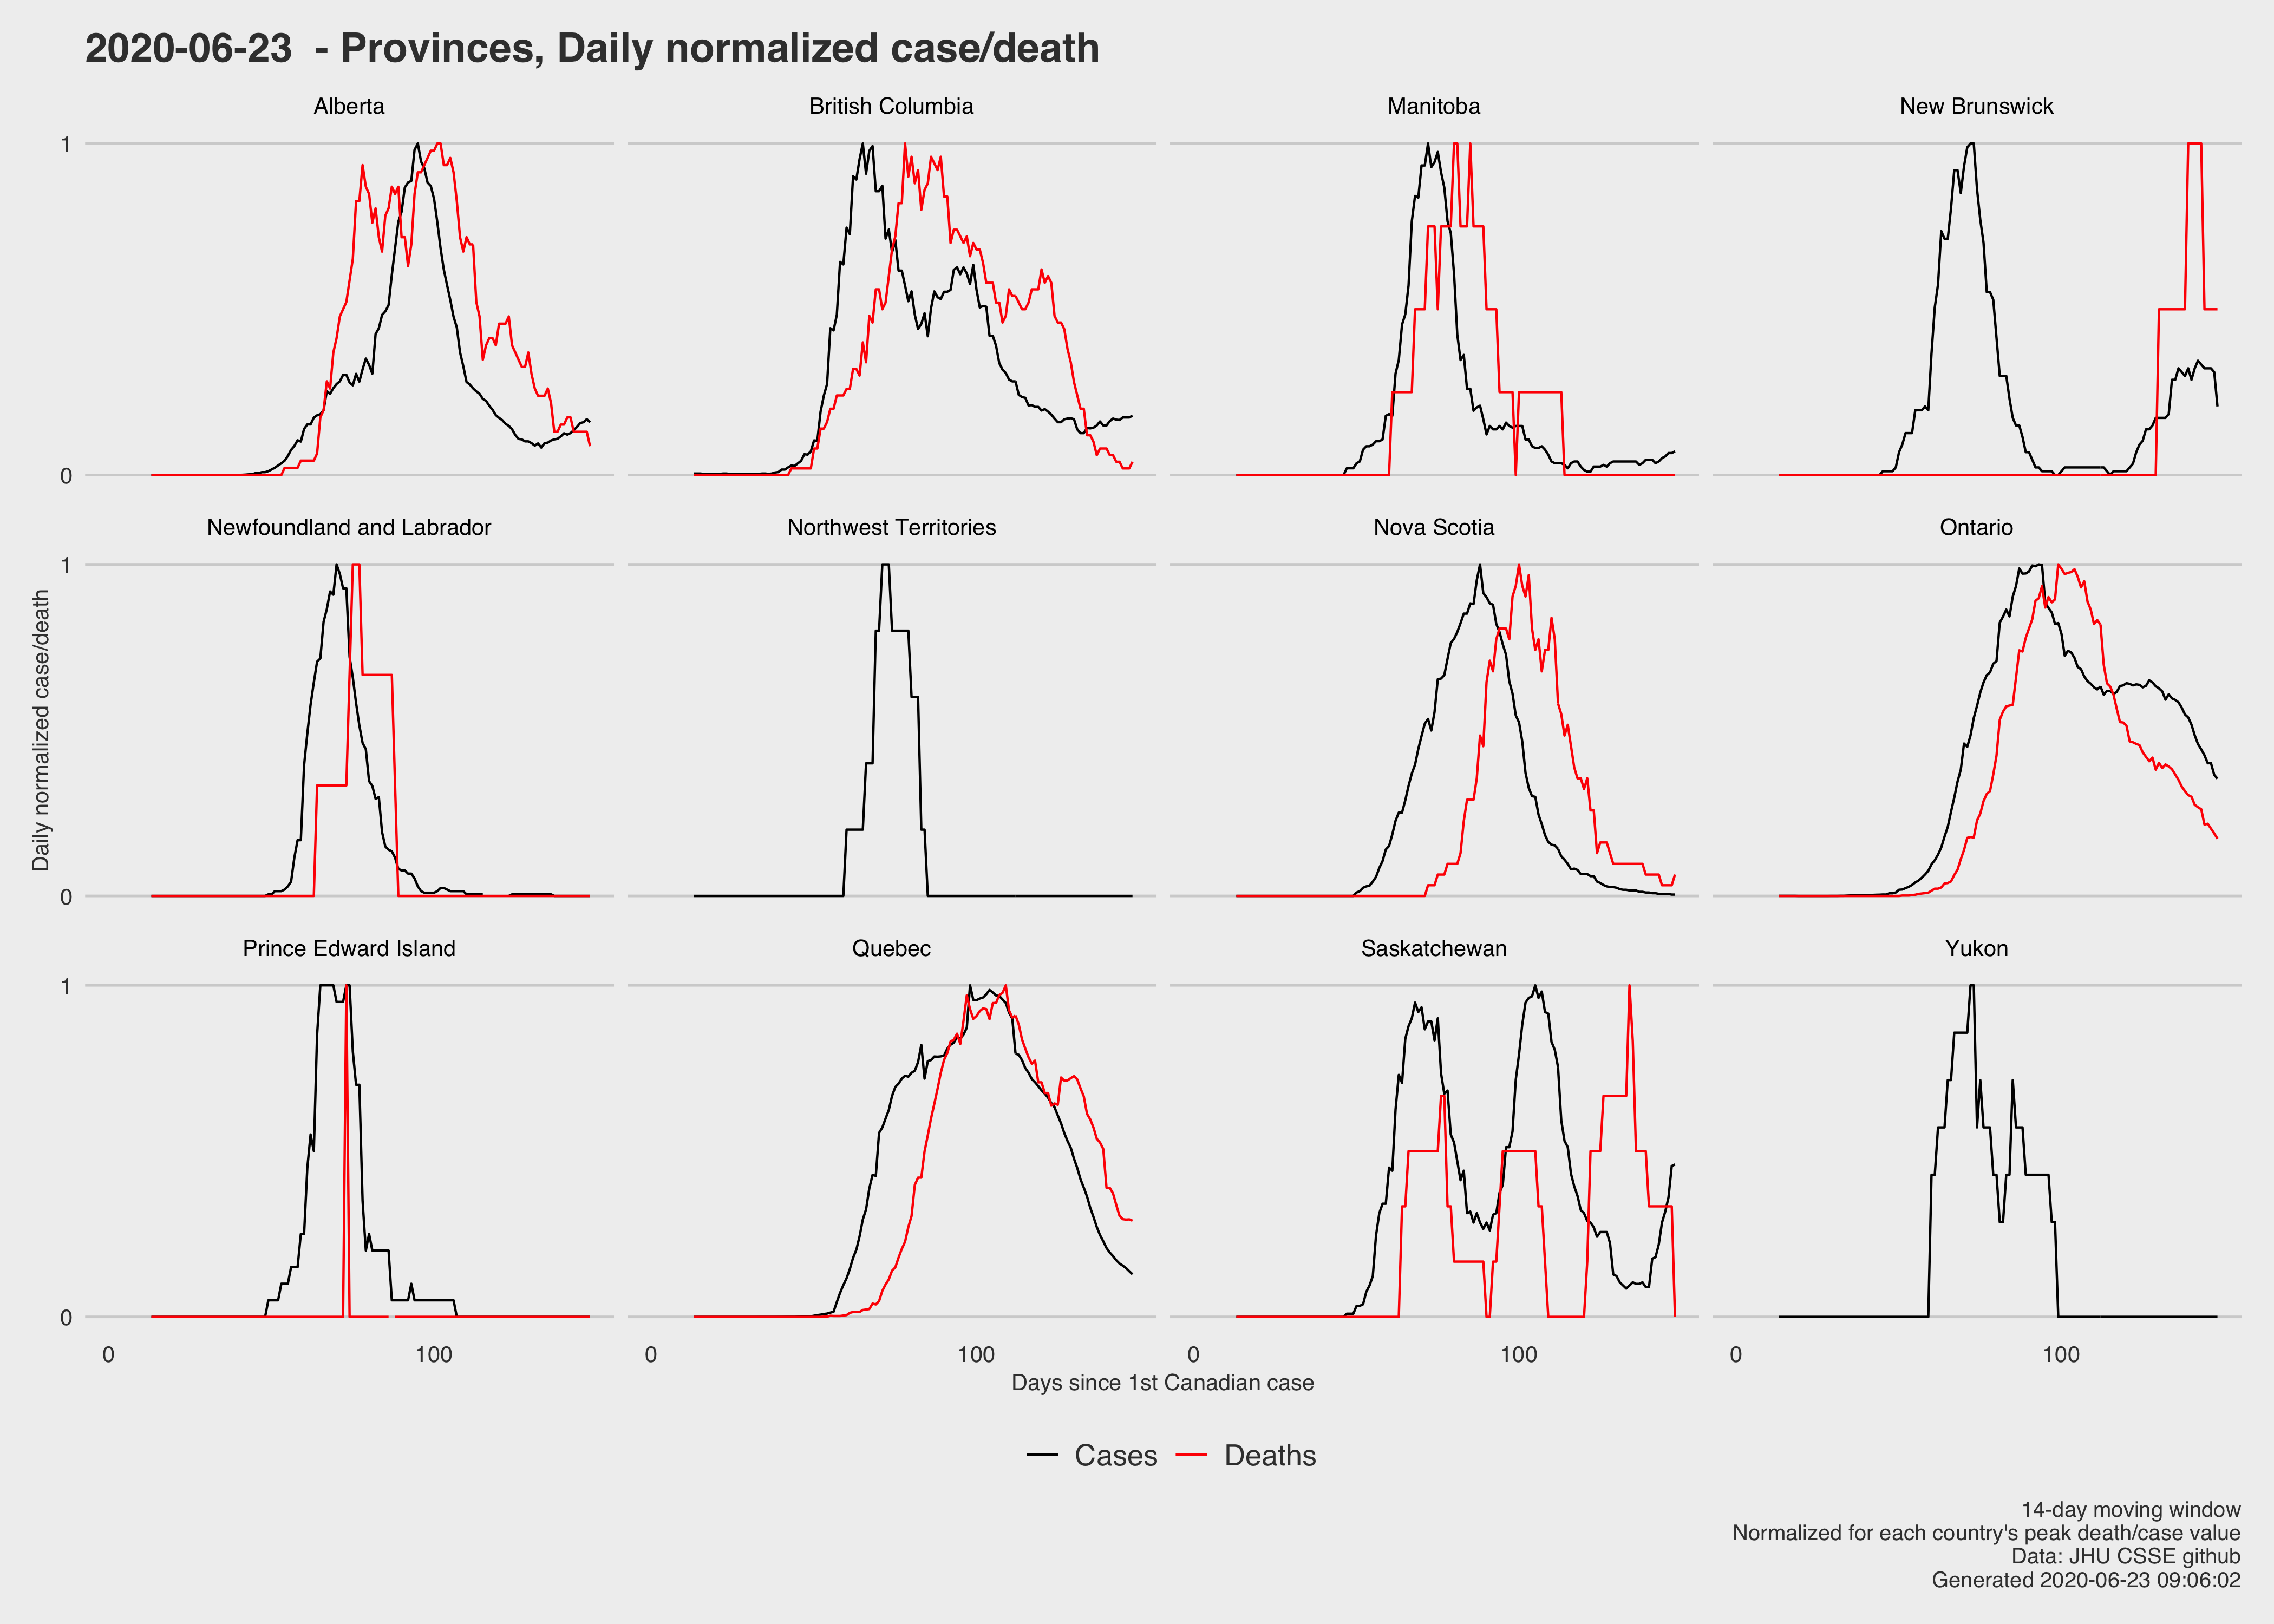 2020-06-23  - Provinces, Daily normalized case/death
Alberta
British Columbia
Manitoba
New Brunswick
1
0
Newfoundland and Labrador
Northwest Territories
Nova Scotia
Ontario
1
0
Daily normalized case/death
Prince Edward Island
Quebec
Saskatchewan
Yukon
1
0
0 100 0 100 0 100 0 100
Days since 1st Canadian case
Cases Deaths
14-day moving window
Normalized for each country's peak death/case value
Data: JHU CSSE github
Generated 2020-06-23 09:06:02